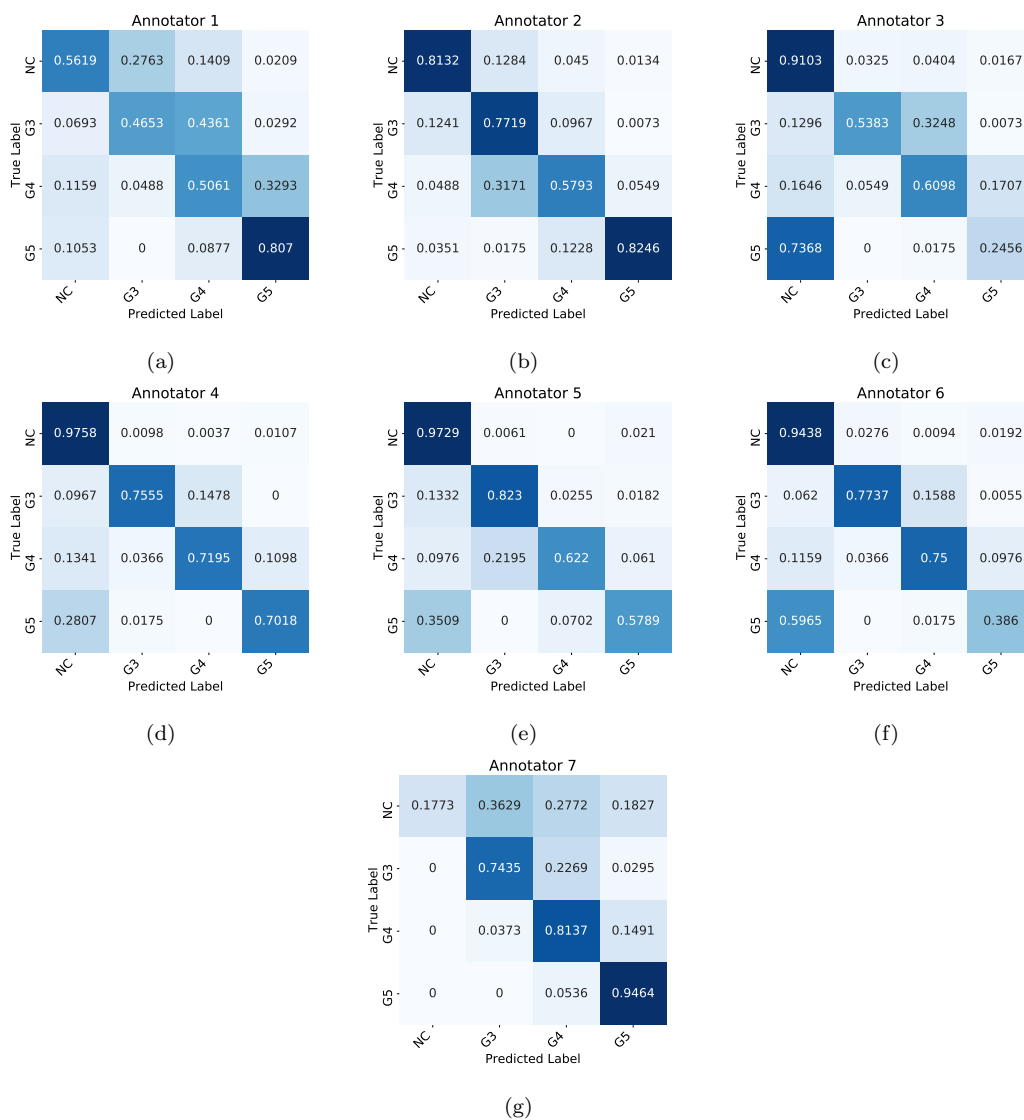 Annotator 1 Annotator 2 Annotator 3
NC 0.5619 0.2763 0.1409 0.0209 NC 0.8132 0.1284 0.045 0.0134 NC 0.9103 0.0325 0.0404 0.0167
G3 0.0693 0.4653 0.4361 0.0292 G3 0.1241 0.7719 0.0967 0.0073 G3 0.1296 0.5383 0.3248 0.0073
True Label True Label True Label
G4 0.1159 0.0488 0.5061 0.3293 G4 0.0488 0.3171 0.5793 0.0549 G4 0.1646 0.0549 0.6098 0.1707
G5 0.1053 0 0.0877 0.807 G5 0.0351 0.0175 0.1228 0.8246 G5 0.7368 0 0.0175 0.2456
NC G3 G4 G5 NC G3 G4 G5 NC G3 G4 G5
Predicted Label Predicted Label Predicted Label
(a) (b) (c)
Annotator 4 Annotator 5 Annotator 6
NC 0.9758 0.0098 0.0037 0.0107 NC 0.9729 0.0061 0 0.021 NC 0.9438 0.0276 0.0094 0.0192
G3 0.0967 0.7555 0.1478 0 G3 0.1332 0.823 0.0255 0.0182 G3 0.062 0.7737 0.1588 0.0055
True Label True Label True Label
G4 0.1341 0.0366 0.7195 0.1098 G4 0.0976 0.2195 0.622 0.061 G4 0.1159 0.0366 0.75 0.0976
G5 0.2807 0.0175 0 0.7018 G5 0.3509 0 0.0702 0.5789 G5 0.5965 0 0.0175 0.386
NC G3 G4 G5 NC G3 G4 G5 NC G3 G4 G5
Predicted Label Predicted Label Predicted Label
(d) (e) (f)
Annotator 7
NC 0.1773 0.3629 0.2772 0.1827
G3 0 0.7435 0.2269 0.0295
True Label
G4 0 0.0373 0.8137 0.1491
G5 0 0 0.0536 0.9464
NC G3 G4 G5
Predicted Label
(g)